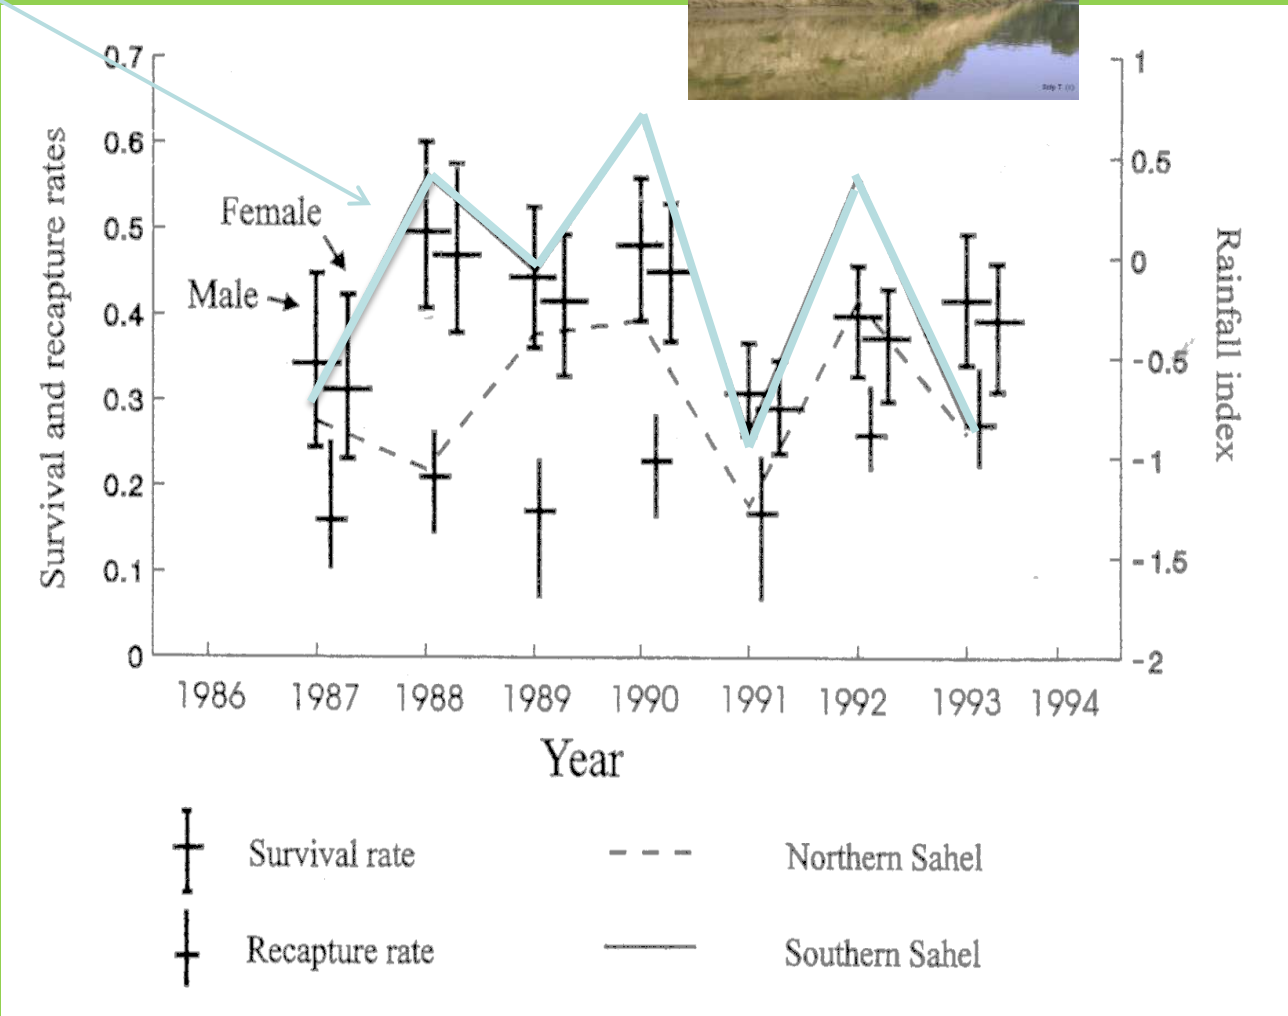 0.7
0.6
0.5
0.4
0.3
0.2
0.1
0
Survival and recapture rates
1
0.5
0
-0.5
-1
-1.5
-2
Rainfall index
Female
Male
1986 1987 1988 1989 1990 1991 1992 1993 1994
Year
Survival rate
Northern Sahel
Recapture rate
Southern Sahel